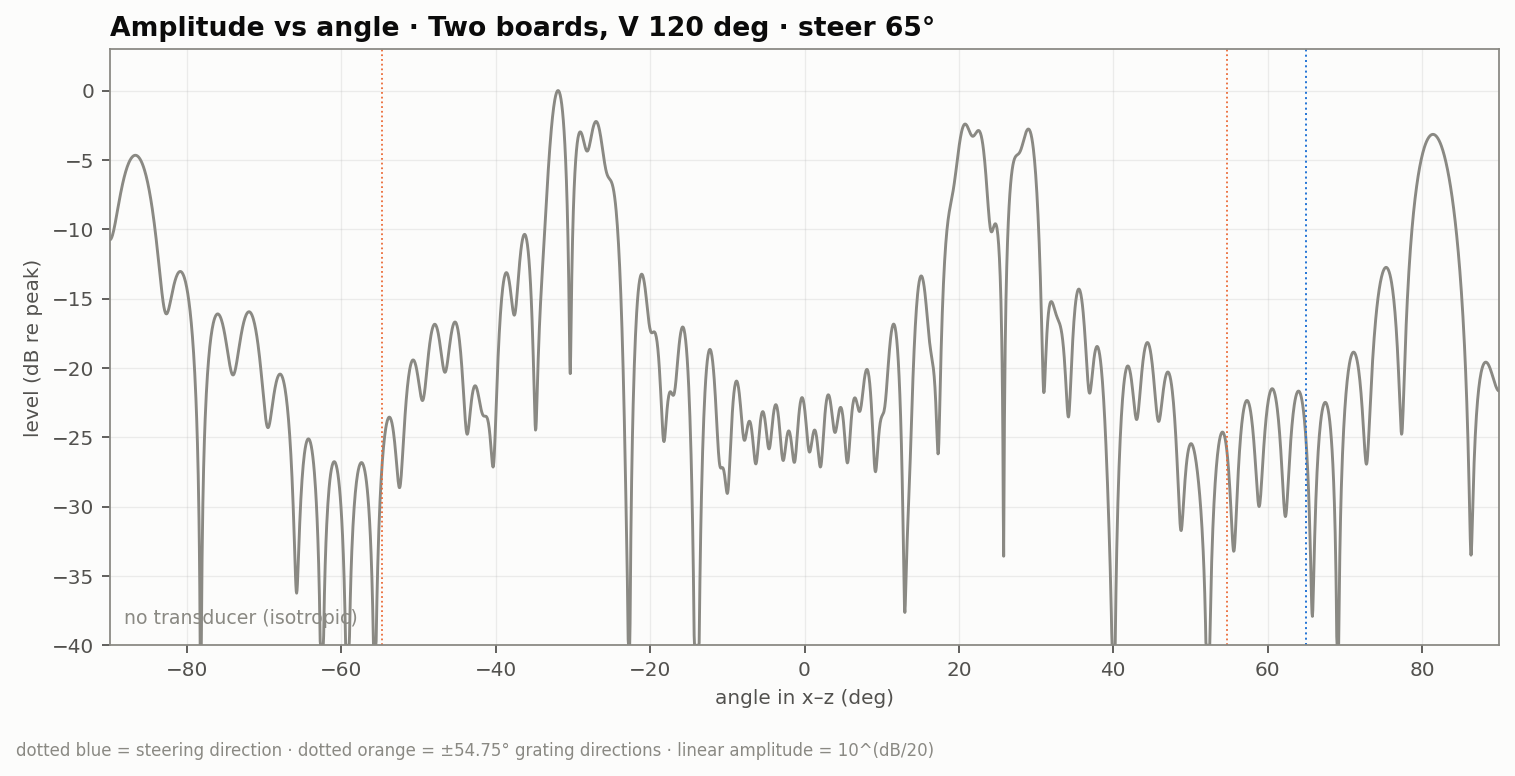 Amplitude vs angle · Two boards, V 120 deg · steer 65°
0
−5
−10
−15
−20
−25
−30
−35
−40
level (dB re peak)
no transducer (isotropic)
−80 −60 −40 −20 0 20 40 60 80
angle in x–z (deg)
dotted blue = steering direction · dotted orange = ±54.75° grating directions · linear amplitude = 10^(dB/20)